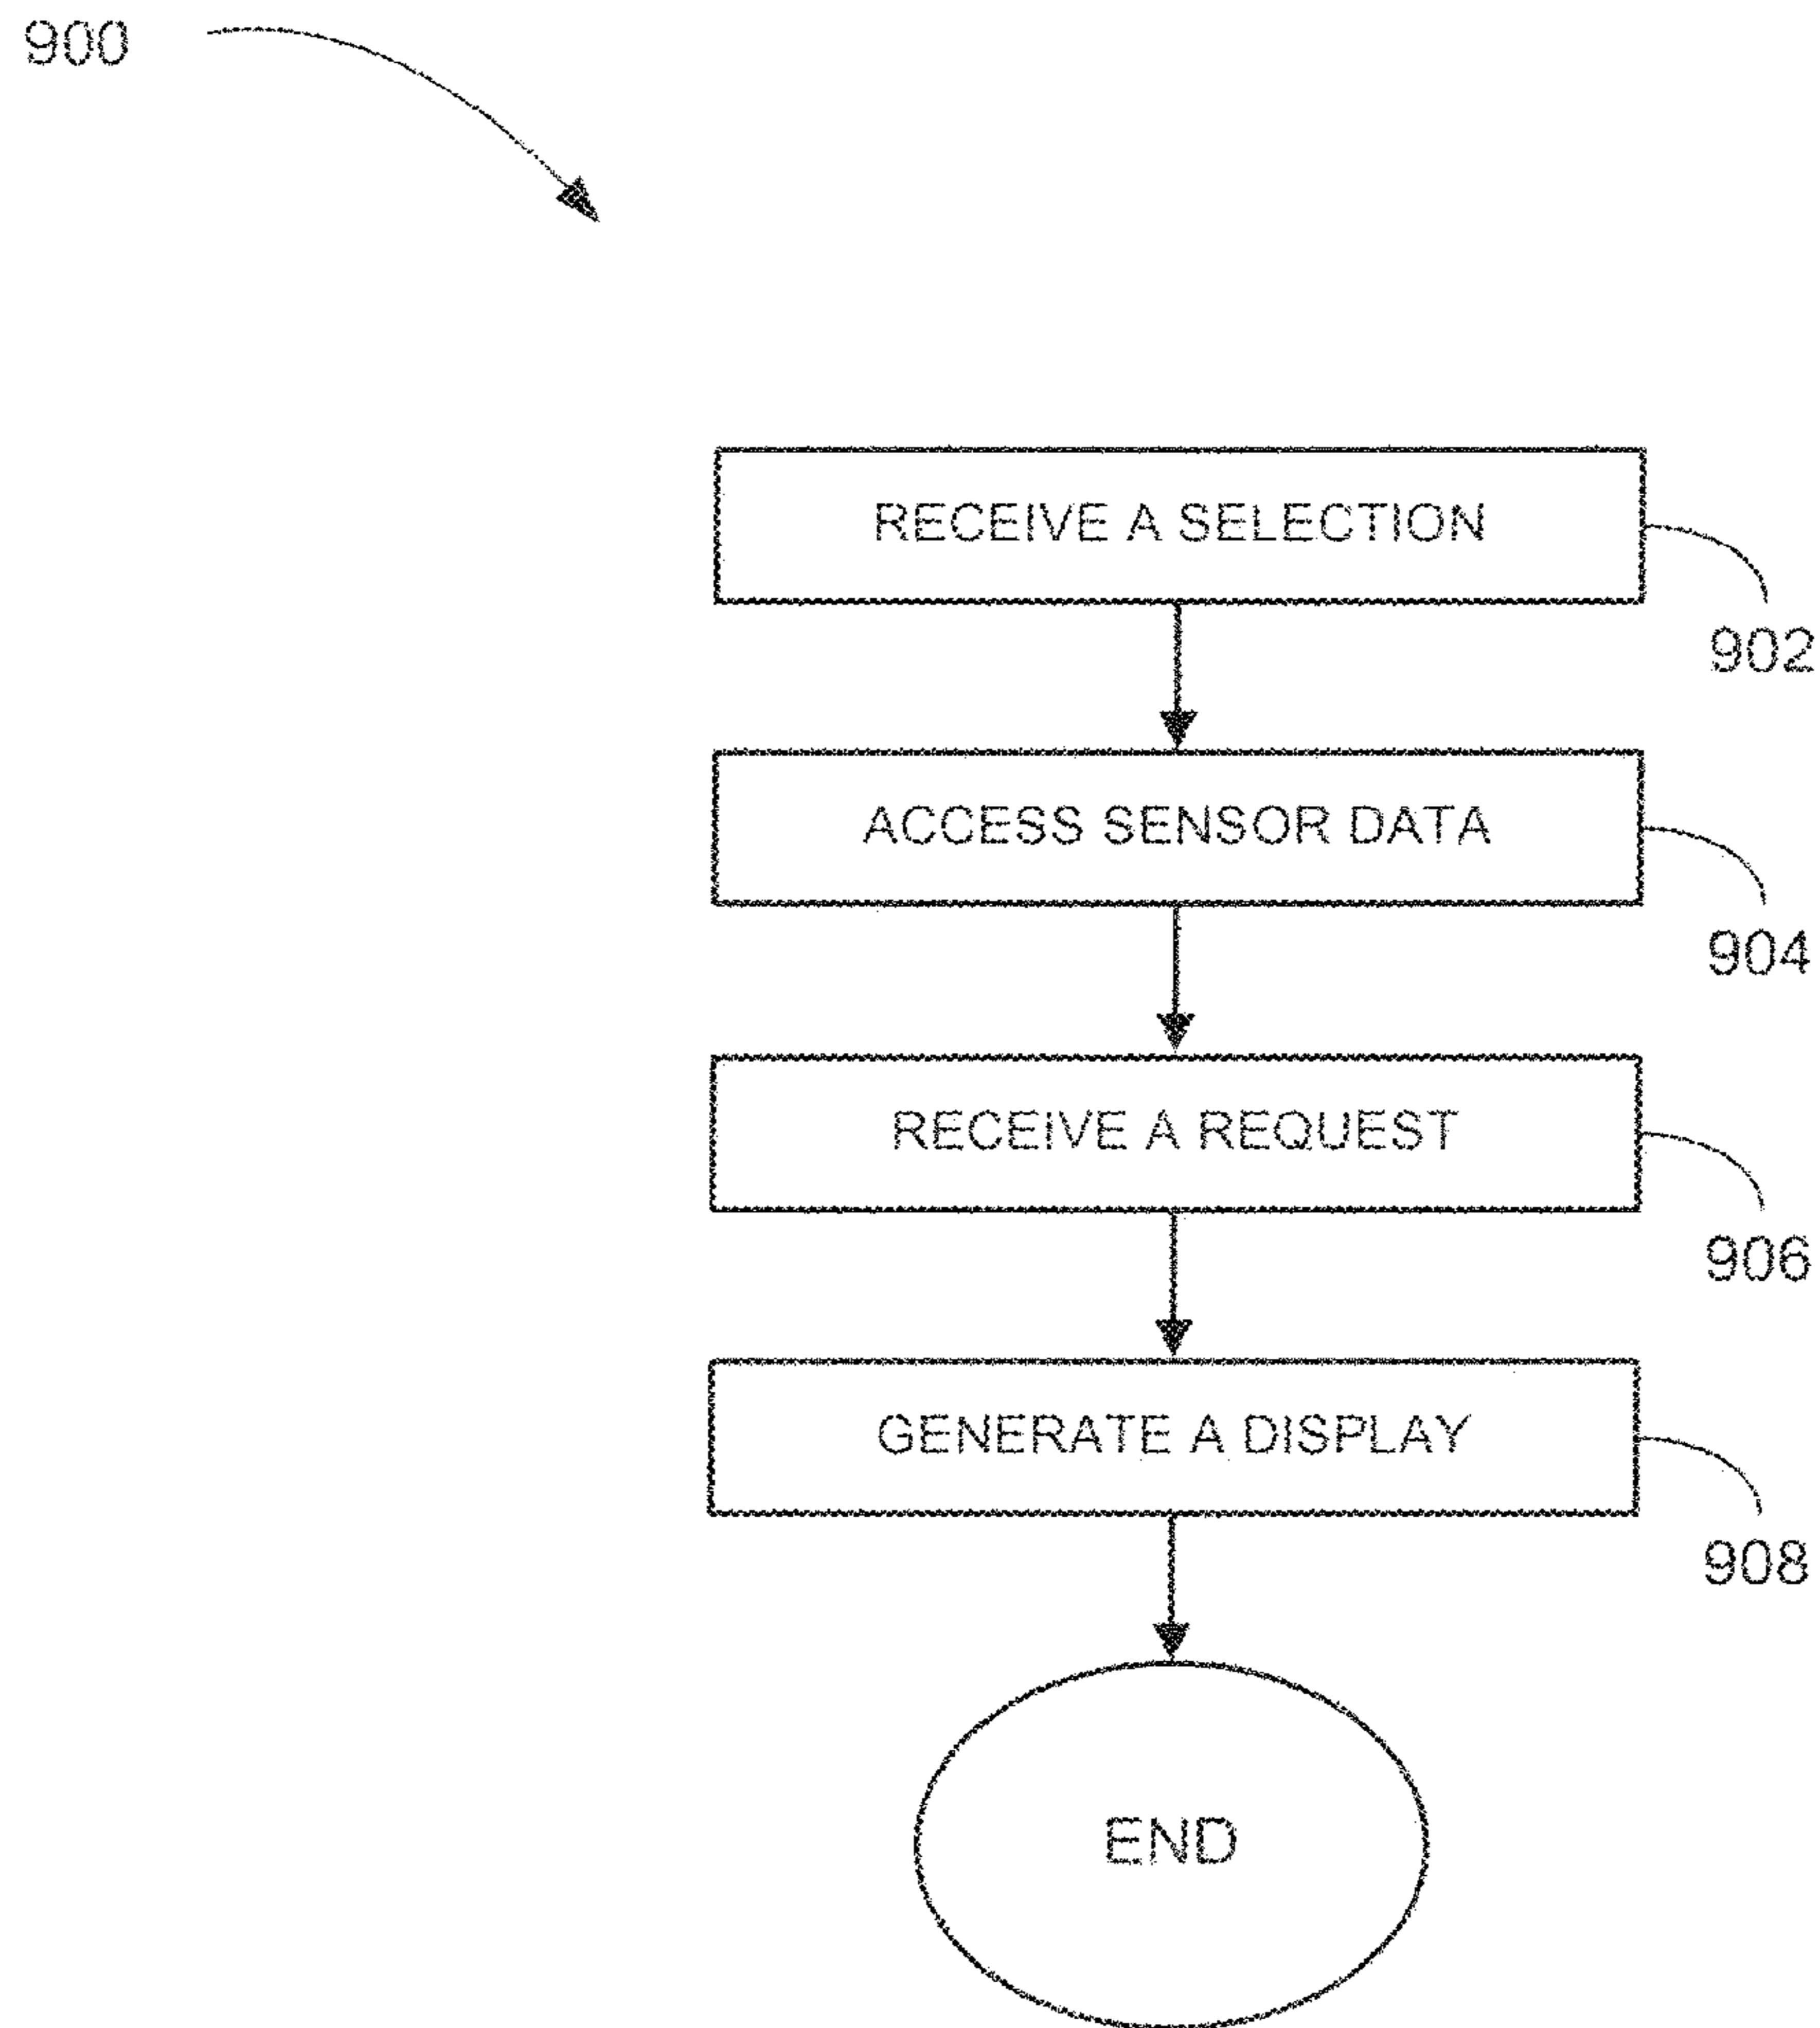 900
RECEIVE A SELECTION
902
ACCESS SENSOR DATA
904
RECEIVE A REQUEST
906
GENERATE A DISPLAY
908
END